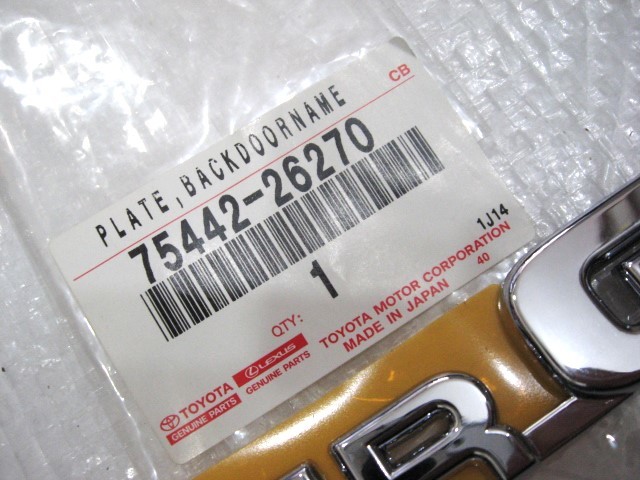 CB
PLATE,BACKDOORNAME
75442-26270
QTY: 1
1J14
TOYOTA LEXUS
GENUINE PARTS GENUINE PARTS
TOYOTA MOTOR CORPORATION
MADE IN JAPAN 40
R